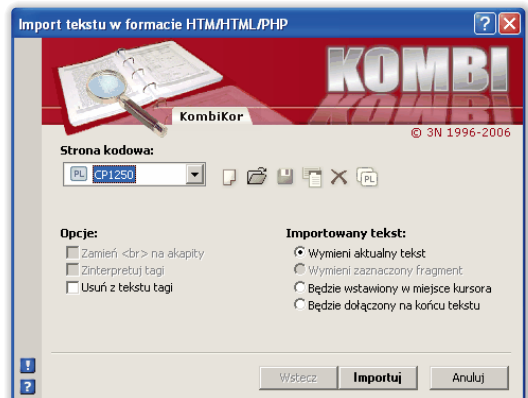 Import tekstu w formacie HTM/HTML/PHP
KOMBI
KombiKor
© 3N 1996-2006
Strona kodowa:
PL CP1250
PL
Opcje:
Zamień <br> na akapity
Zinterpretuj tagi
Usuń z tekstu tagi
Importowany tekst:
Wymieni aktualny tekst
Wymieni zaznaczony fragment
Będzie wstawiony w miejsce kursora
Będzie dołączony na końcu tekstu
Wstecz Importuj Anuluj